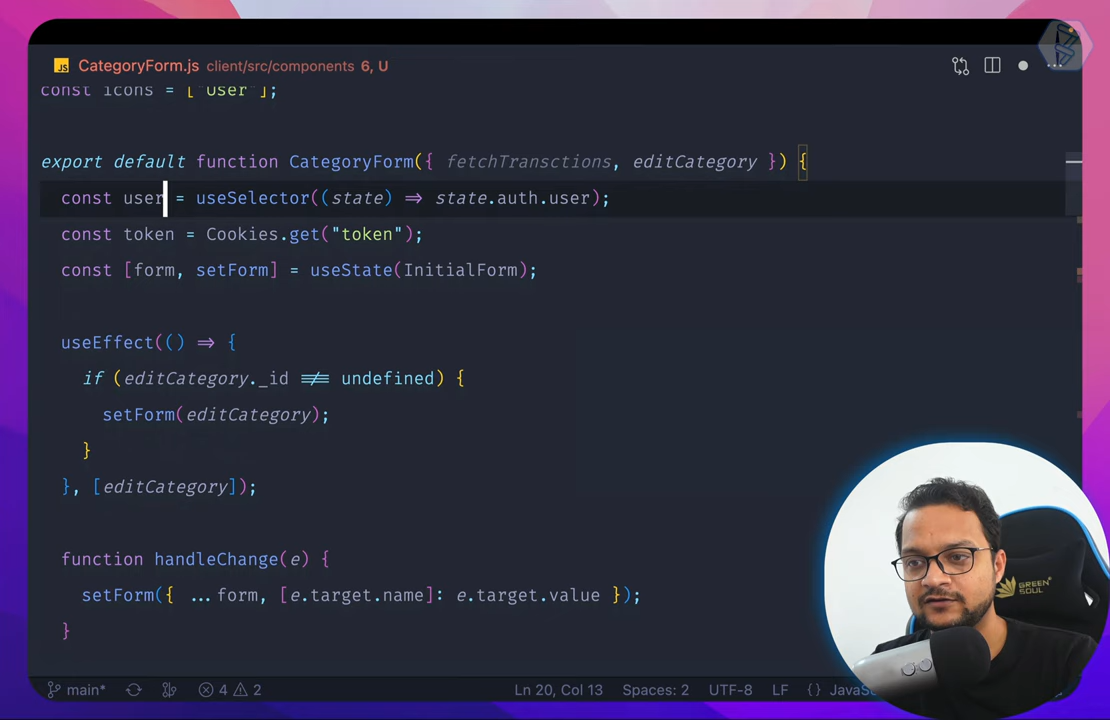 JS CategoryForm.js client/src/components 6, U
const icons = ["User"];
export default function CategoryForm({ fetchTransctions, editCategory }) {
const user = useSelector((state) => state.auth.user);
const token = Cookies.get("token");
const [form, setForm] = useState(InitialForm);
useEffect(() => {
if (editCategory._id !== undefined) {
setForm(editCategory);
}
}, [editCategory]);
function handleChange(e) {
setForm({ ...form, [e.target.name]: e.target.value });
}
GREEN SOUL
main* 4 2 Ln 20, Col 13 Spaces: 2 UTF-8 LF {}